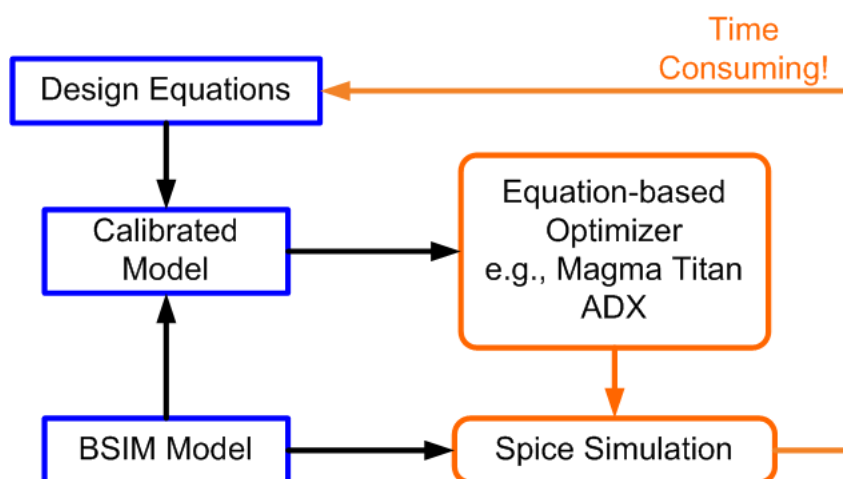 Time
Consuming!
Design Equations
Calibrated
Model
Equation-based
Optimizer
e.g., Magma Titan
ADX
BSIM Model
Spice Simulation